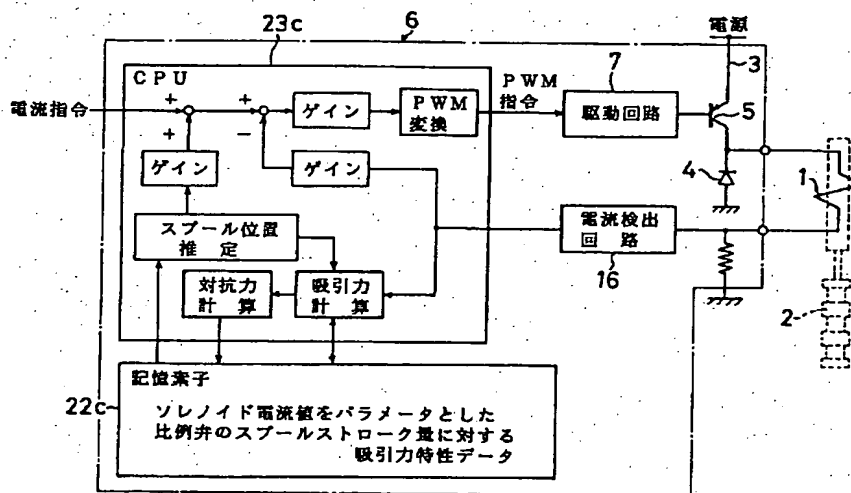 23c
6
電源
CPU
7
3
電流指令
+
+
+
−
ゲイン
PWM
変換
PWM
指令
駆動回路
5
ゲイン
ゲイン
4
1
スプール位置
推定
電流検出
回路
16
対抗力
計算
吸引力
計算
2
記憶素子
22c
ソレノイド電流値をパラメータとした
比例弁のスプールストローク量に対する
吸引力特性データ